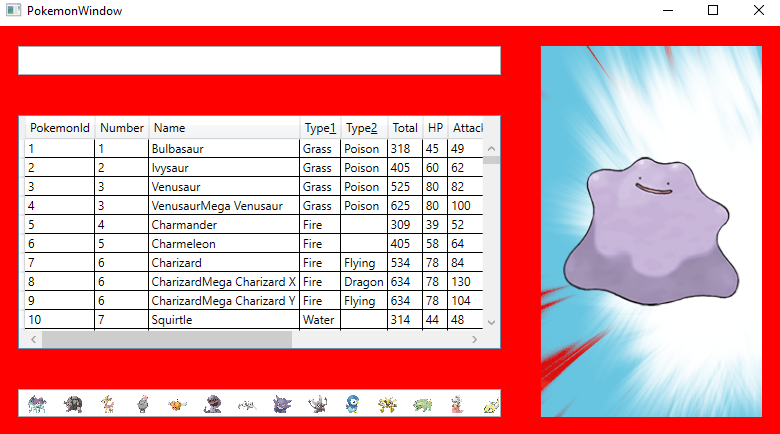 PokemonWindow
PokemonId Number Name Type1 Type2 Total HP Attack
1 1 Bulbasaur Grass Poison 318 45 49
2 2 Ivysaur Grass Poison 405 60 62
3 3 Venusaur Grass Poison 525 80 82
4 3 VenusaurMega Venusaur Grass Poison 625 80 100
5 4 Charmander Fire 309 39 52
6 5 Charmeleon Fire 405 58 64
7 6 Charizard Fire Flying 534 78 84
8 6 CharizardMega Charizard X Fire Dragon 634 78 130
9 6 CharizardMega Charizard Y Fire Flying 634 78 104
10 7 Squirtle Water 314 44 48